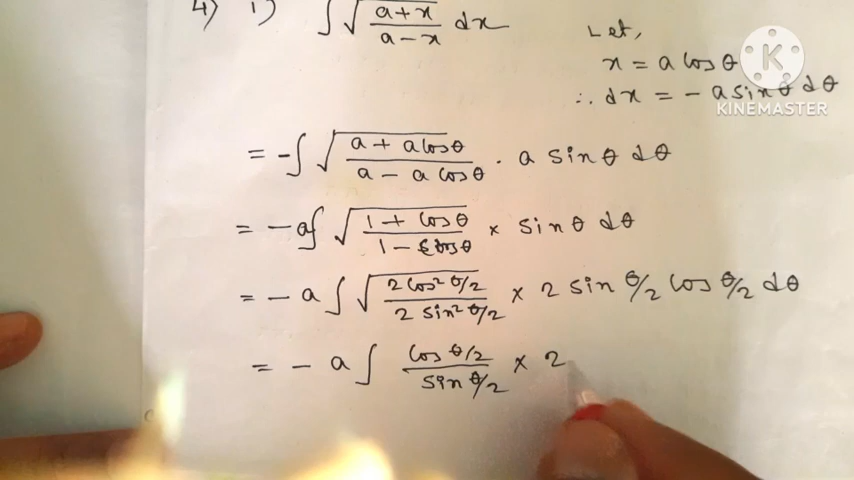 4) i) ∫ √((a+x)/(a-x)) dx
Let,
x = a cosθ
∴ dx = - a sinθ dθ
K
KINEMASTER
= -∫ √((a + a cosθ)/(a - a cosθ)) . a sinθ dθ
= - a∫ √((1 + cosθ)/(1 - cosθ)) × sinθ dθ
= - a ∫ √((2 cos² θ/2)/(2 sin² θ/2)) × 2 sin θ/2 cos θ/2 dθ
= - a ∫ (cos θ/2)/(sin θ/2) × 2